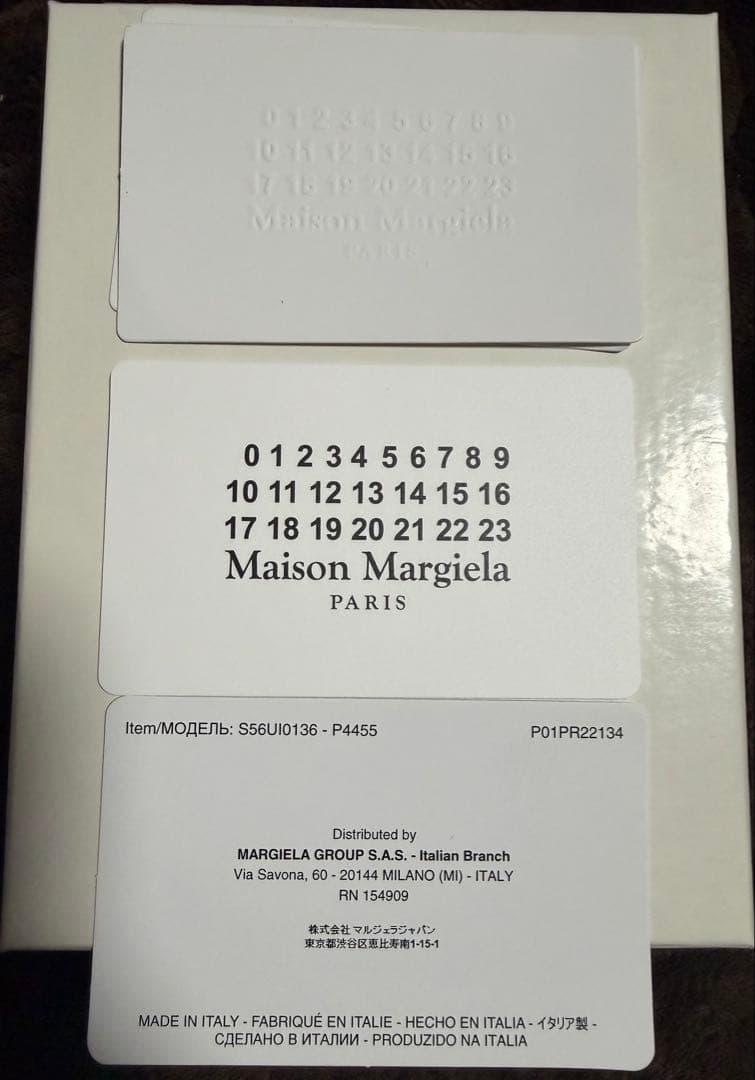 0 1 2 3 4 5 6 7 8 9
10 11 12 13 14 15 16
17 18 19 20 21 22 23
Maison Margiela
PARIS
0 1 2 3 4 5 6 7 8 9
10 11 12 13 14 15 16
17 18 19 20 21 22 23
Maison Margiela
PARIS
Item/МОДЕЛЬ: S56UI0136 - P4455 P01PR22134
Distributed by
MARGIELA GROUP S.A.S. - Italian Branch
Via Savona, 60 - 20144 MILANO (MI) - ITALY
RN 154909
株式会社 マルジェラジャパン
東京都渋谷区恵比寿南1-15-1
MADE IN ITALY - FABRIQUÉ EN ITALIE - HECHO EN ITALIA - イタリア製 -
СДЕЛАНО В ИТАЛИИ - PRODUZIDO NA ITALIA